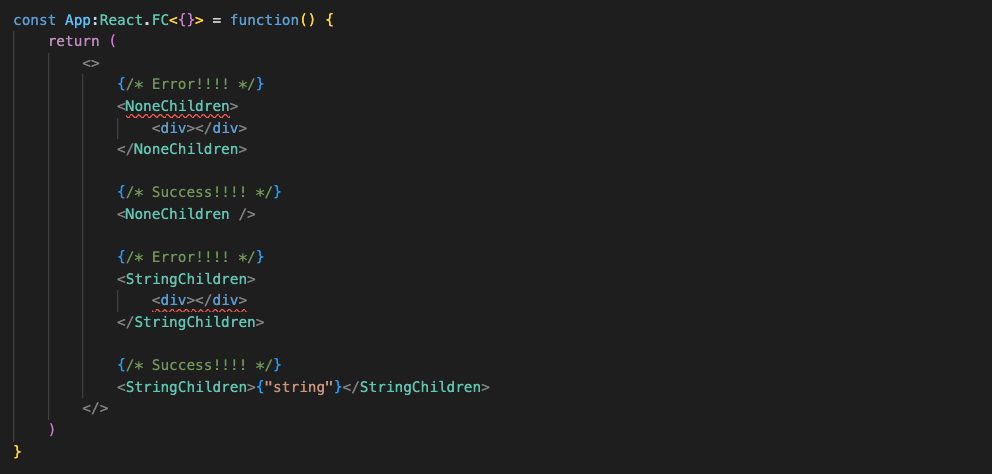 const App:React.FC<{}> = function() {
    return (
        <>
            {/* Error!!!! */}
            <NoneChildren>
                <div></div>
            </NoneChildren>

            {/* Success!!!! */}
            <NoneChildren />

            {/* Error!!!! */}
            <StringChildren>
                <div></div>
            </StringChildren>

            {/* Success!!!! */}
            <StringChildren>{"string"}</StringChildren>
        </>
    )
}